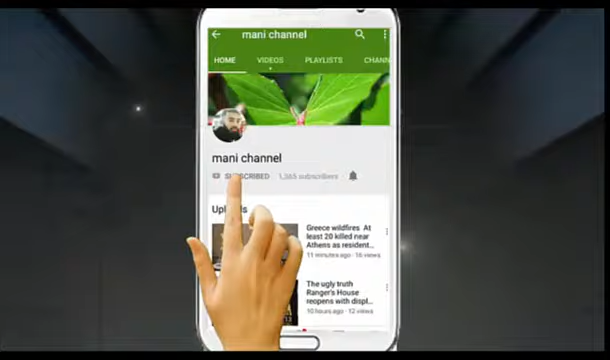 mani channel
HOME VIDEOS PLAYLISTS CHANN
mani channel
SUBSCRIBED 1,365 subscribers
Uploads
Greece wildfires At
least 20 killed near
Athens as resident...
11 minutes ago · 16 views
The ugly truth
Ranger's House
reopens with displ...
10 hours ago · 12 views